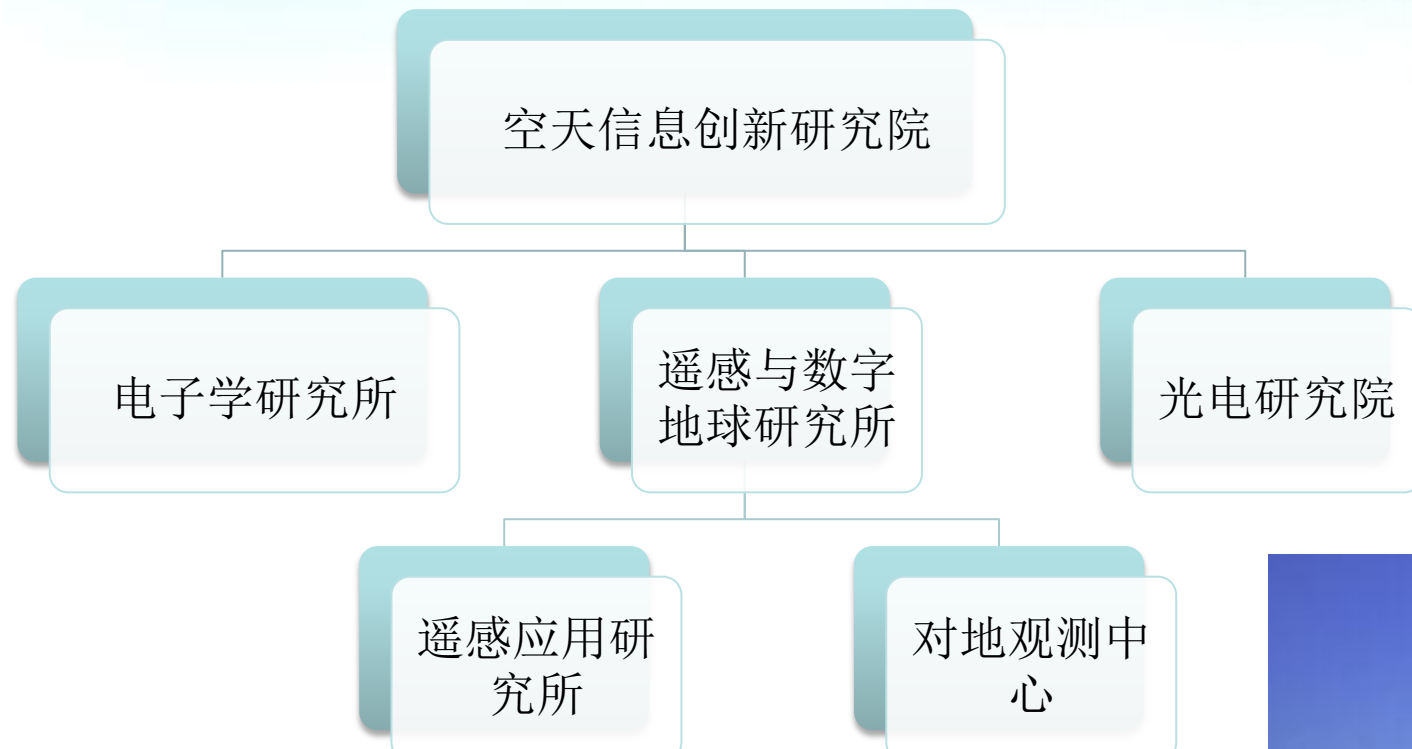 空天信息创新研究院
电子学研究所
遥感与数字
地球研究所
光电研究院
遥感应用研
究所
对地观测中
心